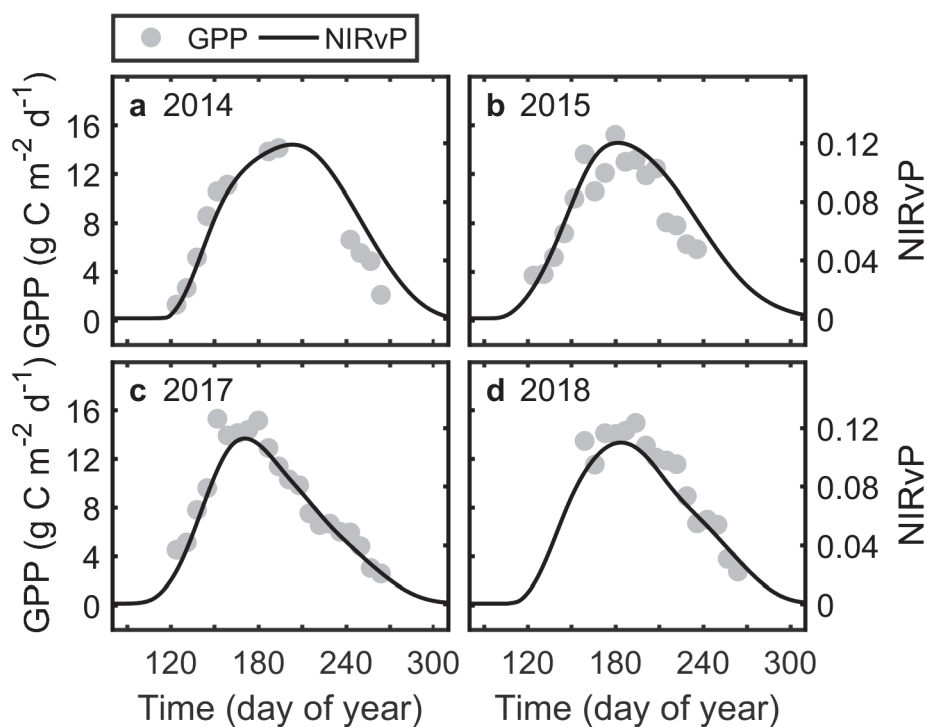 GPP NIRvP
a 2014
b 2015
GPP (g C m⁻² d⁻¹)
16
12
8
4
0
0.12
0.08
0.04
0
NIRvP
c 2017
d 2018
GPP (g C m⁻² d⁻¹)
16
12
8
4
0
0.12
0.08
0.04
0
NIRvP
120 180 240 300
120 180 240 300
Time (day of year)
Time (day of year)